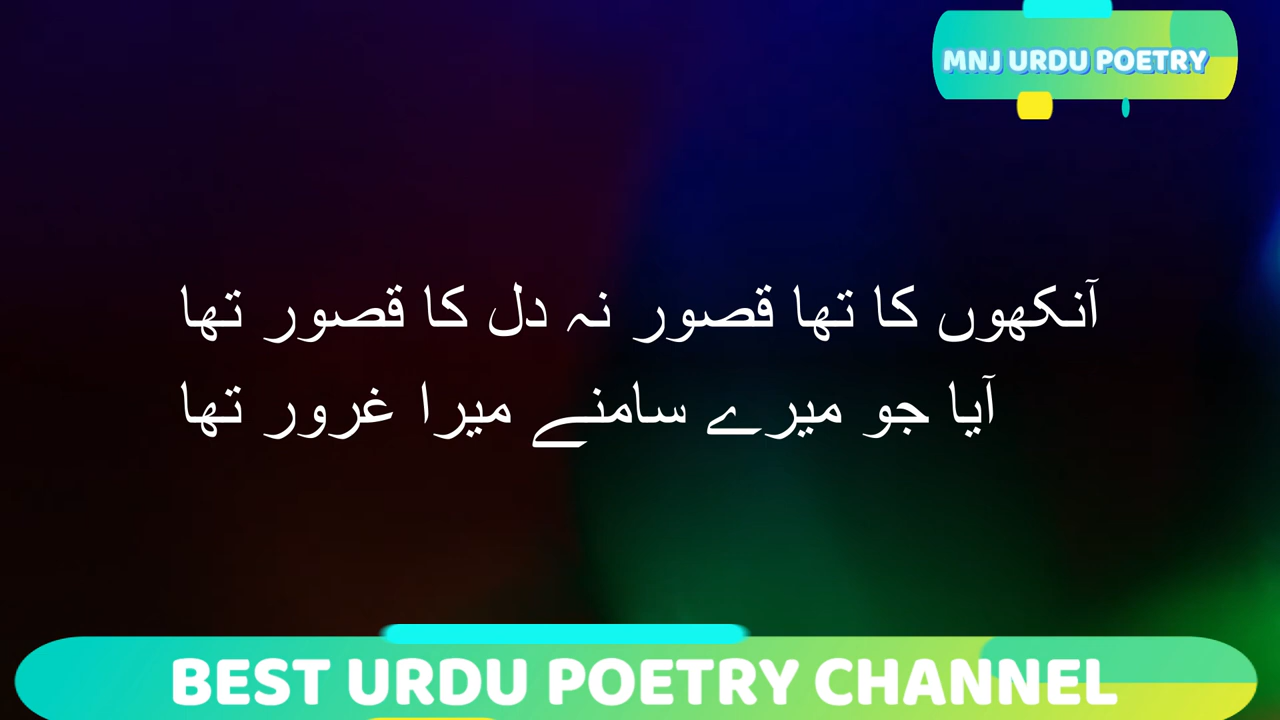 MNJ URDU POETRY
آنکھوں کا تھا قصور نہ دل کا قصور تھا
آیا جو میرے سامنے میرا غرور تھا
BEST URDU POETRY CHANNEL